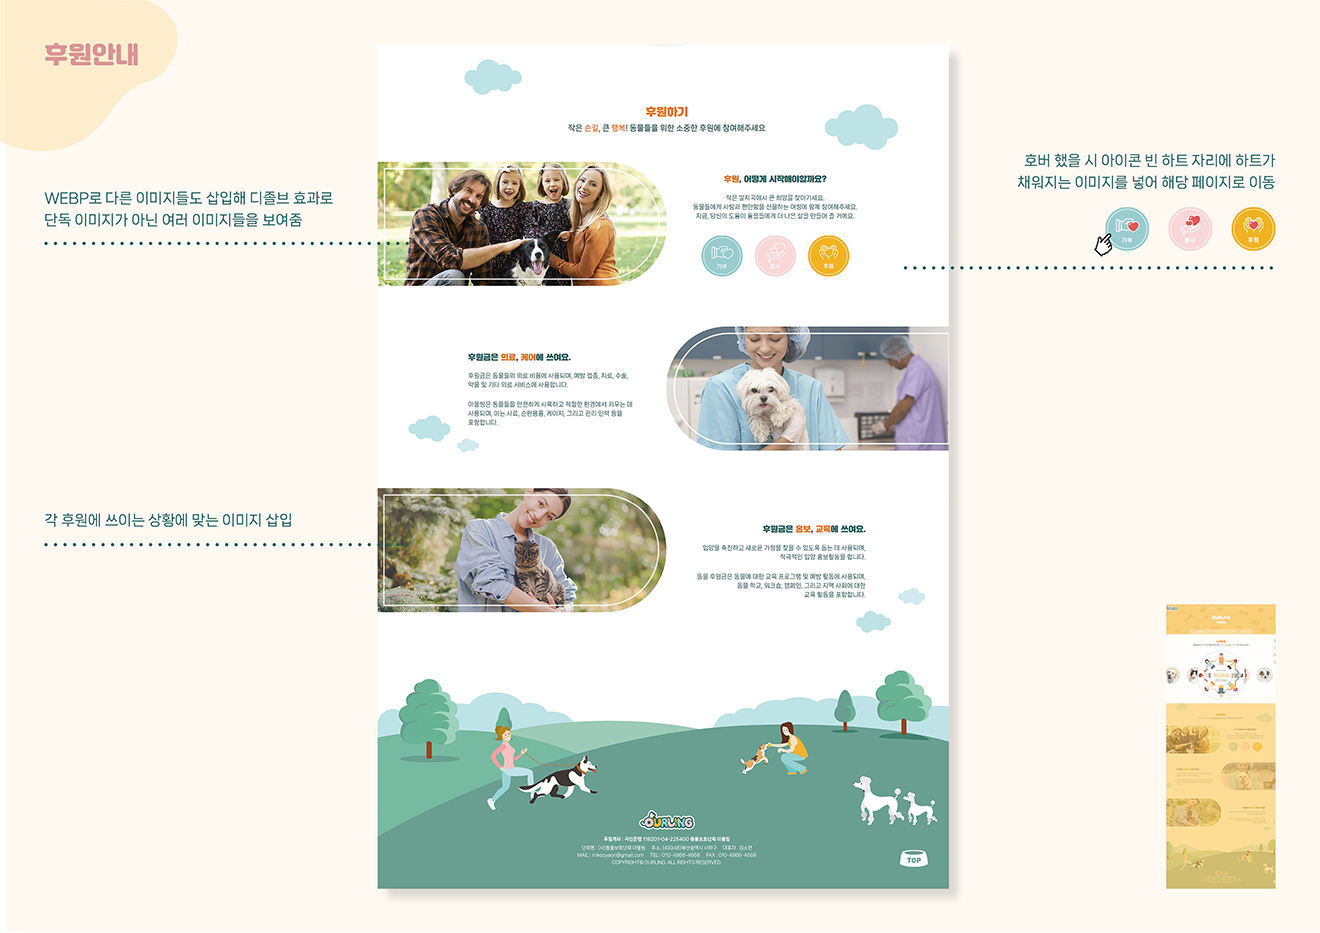 후원안내
WEBP로 다른 이미지들도 삽입해 디졸브 효과로
단독 이미지가 아닌 여러 이미지들을 보여줌
각 후원에 쓰이는 상황에 맞는 이미지 삽입
후원하기
작은 손길, 큰 행복! 동물들을 위한 소중한 후원에 참여해주세요
후원, 어떻게 시작해야할까요?
작은 발자국에서 큰 희망을 찾아가세요.
동물들에게 사랑과 편안함을 선물하는 여정에 함께 참여해주세요.
지금, 당신의 도움이 동물들에게 더 나은 삶을 만들어 줄 거예요.
기부
봉사
후원
후원금은 의료, 케어에 쓰여요.
후원금은 동물들의 의료 비용에 사용되며, 예방 접종, 치료, 수술,
약물 및 기타 의료 서비스에 사용합니다.
아울링은 동물들을 안전하게 사육하고 적절한 환경에서 키우는 데
사용되며, 이는 사료, 순환용품, 케이지, 그리고 관리 인력 등을
포함합니다.
후원금은 홍보, 교육에 쓰여요.
입양을 촉진하고 새로운 가정을 찾을 수 있도록 돕는 데 사용되며,
적극적인 입양 홍보활동을 합니다.
동물 후원금은 동물에 대한 교육 프로그램 및 예방 활동에 사용되며,
동물 학교, 워크숍, 캠페인, 그리고 지역 사회에 대한
교육 활동을 포함합니다.
OURLING
후원계좌 : 국민은행 118201-04-225400 동물보호단체 아울링
단체명 : (사)동물보호단체 아울링 주소: (49346)부산광역시 사하구 대표자 : 김소연
MAIL : miksoyeon@gmail.com TEL : 010-4866-4668 FAX : 010-4866-4668
COPYRIGHT© OURLING. ALL RIGHTS RESERVED.
TOP
호버 했을 시 아이콘 빈 하트 자리에 하트가
채워지는 이미지를 넣어 해당 페이지로 이동
기부
봉사
후원
OURLING